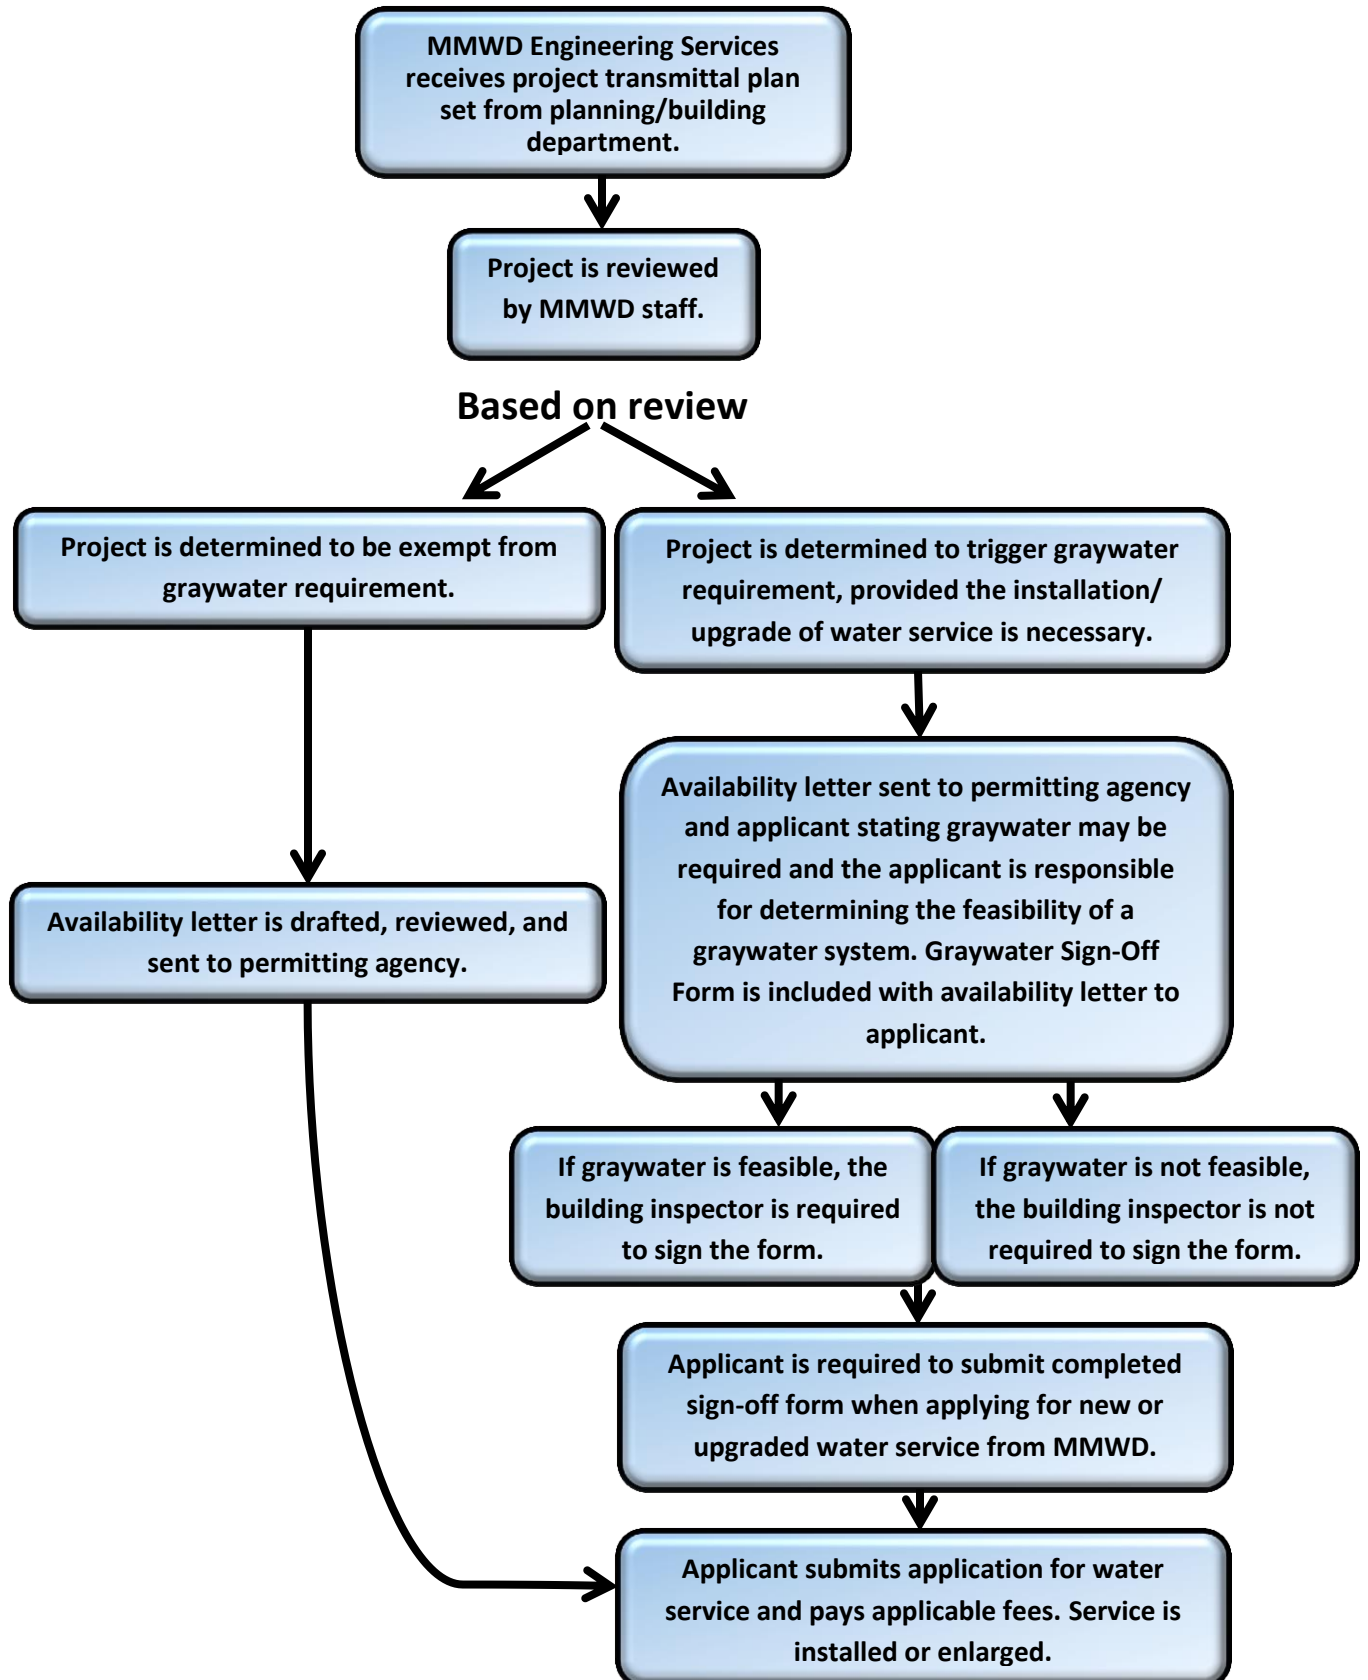 MMWD Engineering Services
receives project transmittal plan
set from planning/building
department.
Project is reviewed
by MMWD staff.
Based on review
Project is determined to be exempt from
graywater requirement.
Project is determined to trigger graywater
requirement, provided the installation/
upgrade of water service is necessary.
Availability letter is drafted, reviewed, and
sent to permitting agency.
Availability letter sent to permitting agency
and applicant stating graywater may be
required and the applicant is responsible
for determining the feasibility of a
graywater system. Graywater Sign-Off
Form is included with availability letter to
applicant.
If graywater is feasible, the
building inspector is required
to sign the form.
If graywater is not feasible,
the building inspector is not
required to sign the form.
Applicant is required to submit completed
sign-off form when applying for new or
upgraded water service from MMWD.
Applicant submits application for water
service and pays applicable fees. Service is
installed or enlarged.